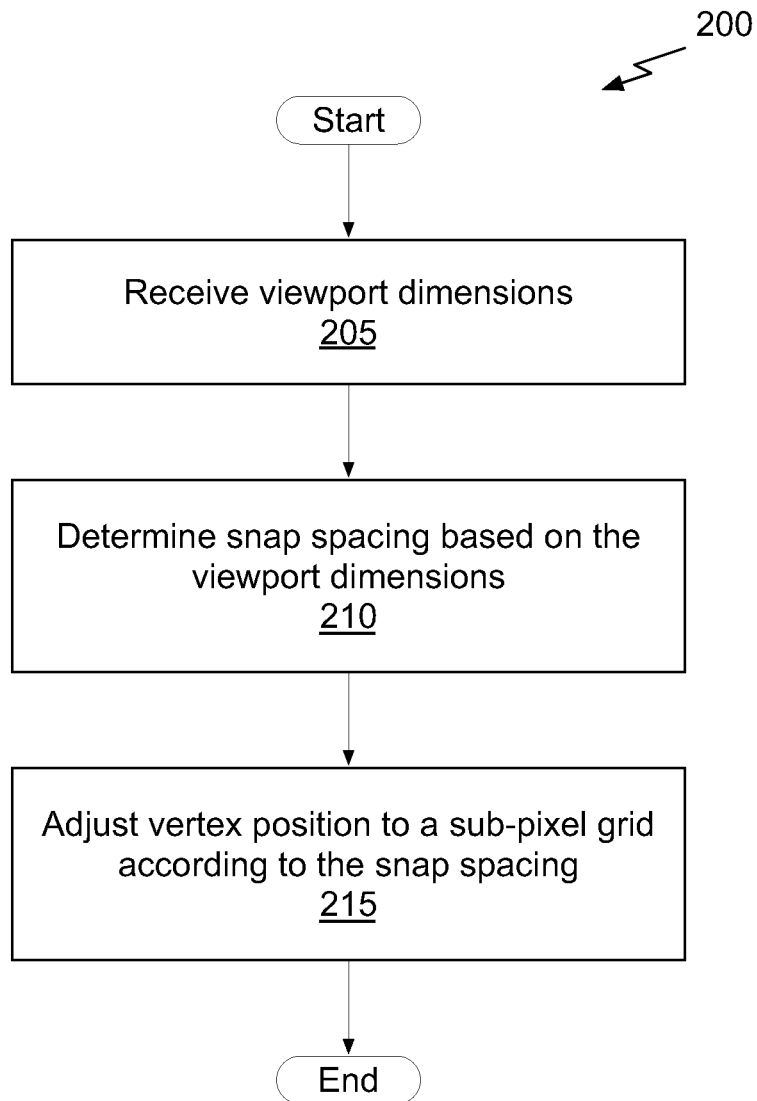 200
Start
Receive viewport dimensions
205
Determine snap spacing based on the
viewport dimensions
210
Adjust vertex position to a sub-pixel grid
according to the snap spacing
215
End